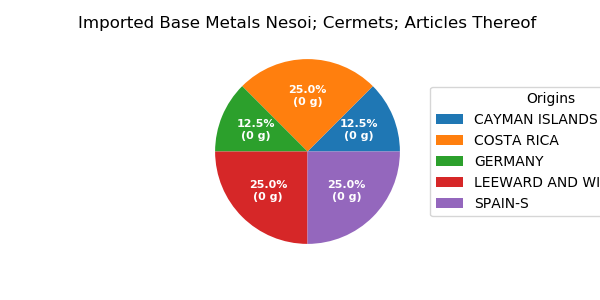 Imported Base Metals Nesoi; Cermets; Articles Thereof
25.0%
(0 g)
12.5%
(0 g)
12.5%
(0 g)
25.0%
(0 g)
25.0%
(0 g)
Origins
CAYMAN ISLANDS
COSTA RICA
GERMANY
LEEWARD AND
SPAIN-S